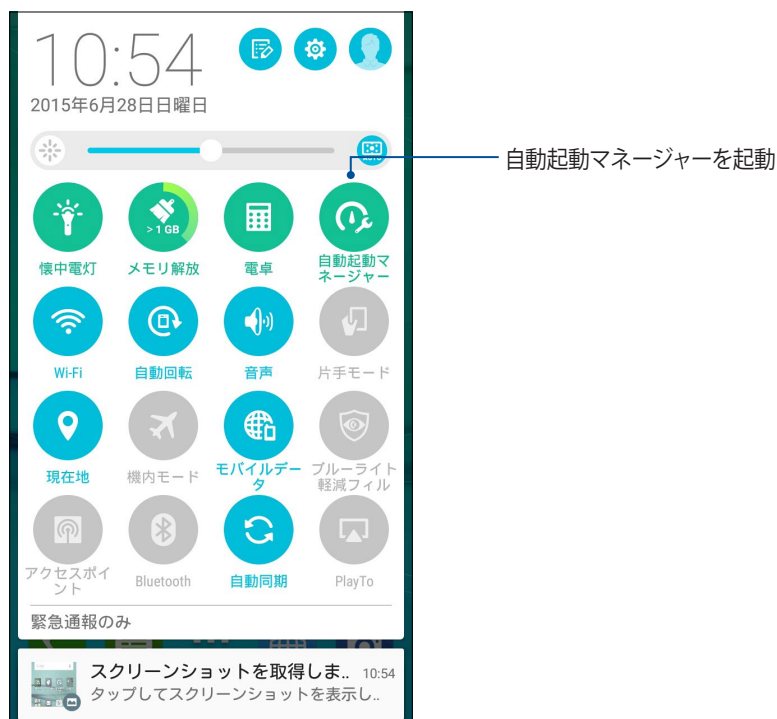 10:54
2015年6月28日日曜日
AUTO
自動起動マネージャーを起動
> 1 GB
懐中電灯
メモリ解放
電卓
自動起動マ
ネージャー
Wi-Fi
自動回転
音声
片手モード
現在地
機内モード
モバイルデー
タ
ブルーライト
軽減フィル
アクセスポイ
ント
Bluetooth
自動同期
PlayTo
緊急通報のみ
スクリーンショットを取得しま.. 10:54
タップしてスクリーンショットを表示し..